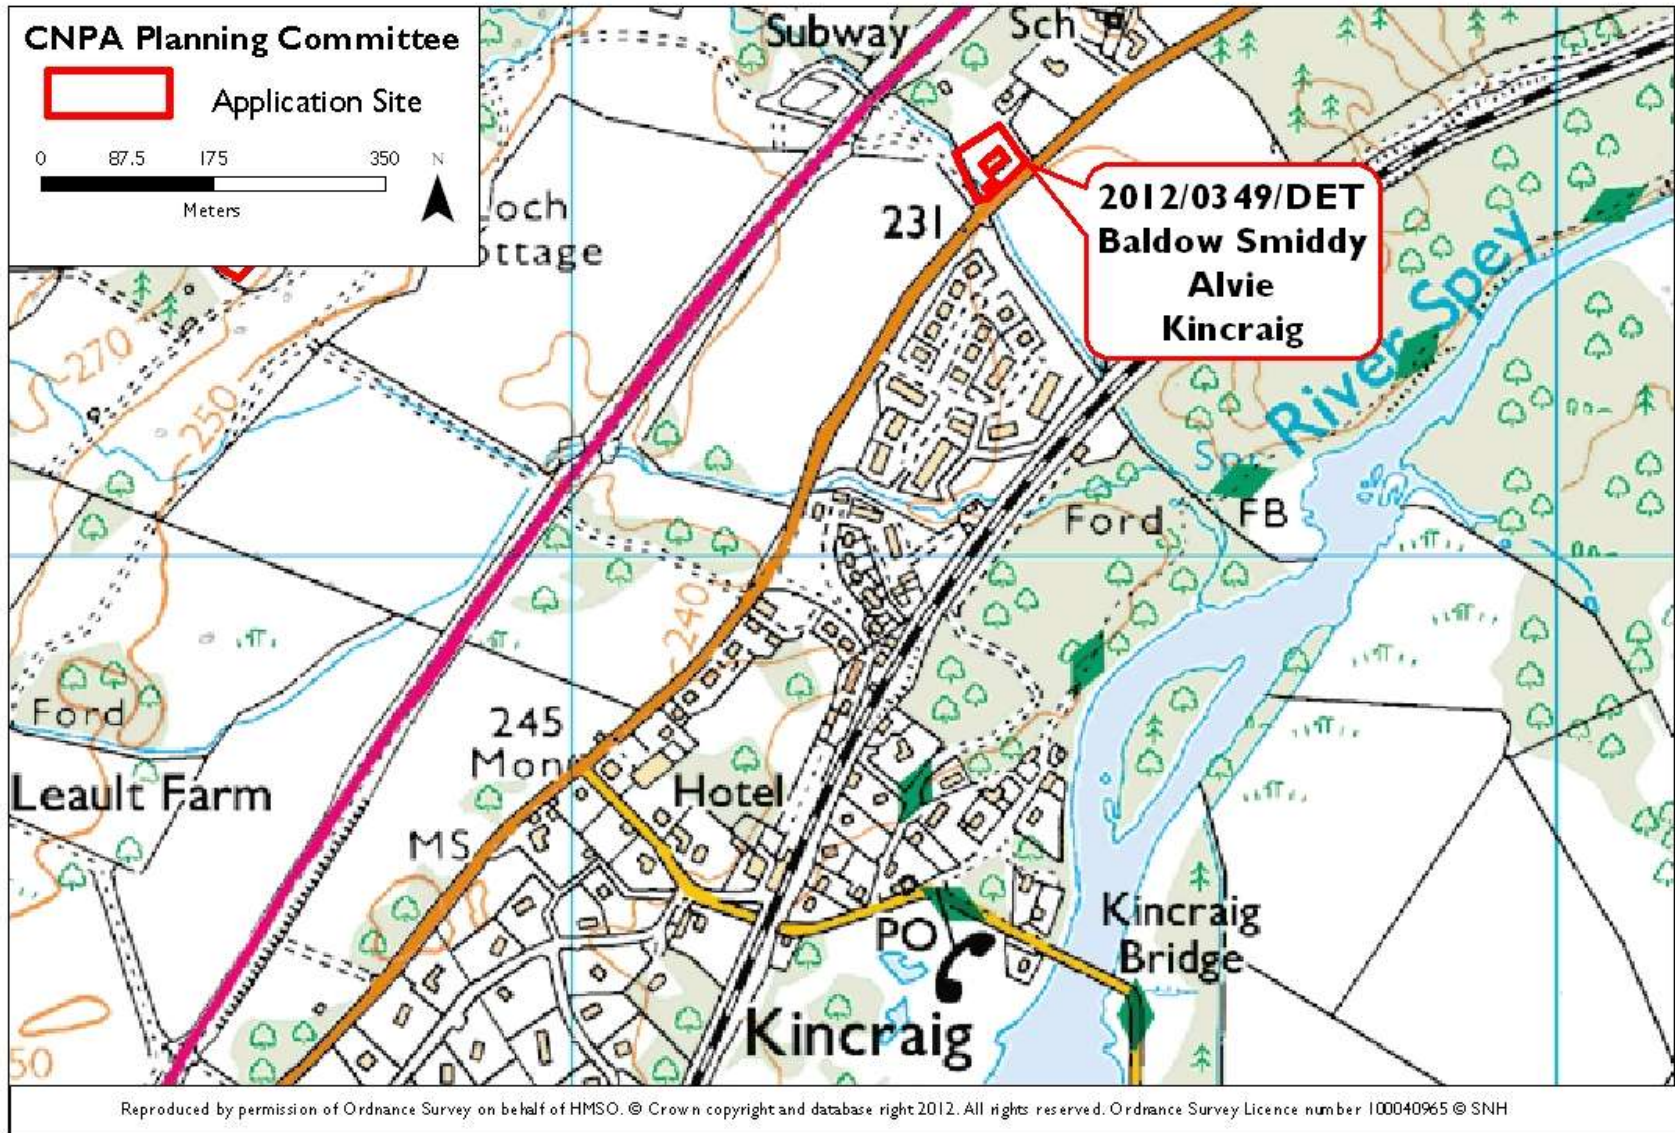 CNPA Planning Committee
Application Site
0 87.5 175 350 N
Meters
Subway
Sch
och
ottage
231
2012/0349/DET
Baldow Smiddy
Alvie
Kincraig
River Spey
270
250
Ford
FB
240
Ford
245
Mon
Hotel
Leault Farm
MS
PO
Kincraig
Bridge
Kincraig
50
Reproduced by permission of Ordnance Survey on behalf of HMSO. © Crown copyright and database right 2012. All rights reserved. Ordnance Survey Licence number 100040965 © SNH